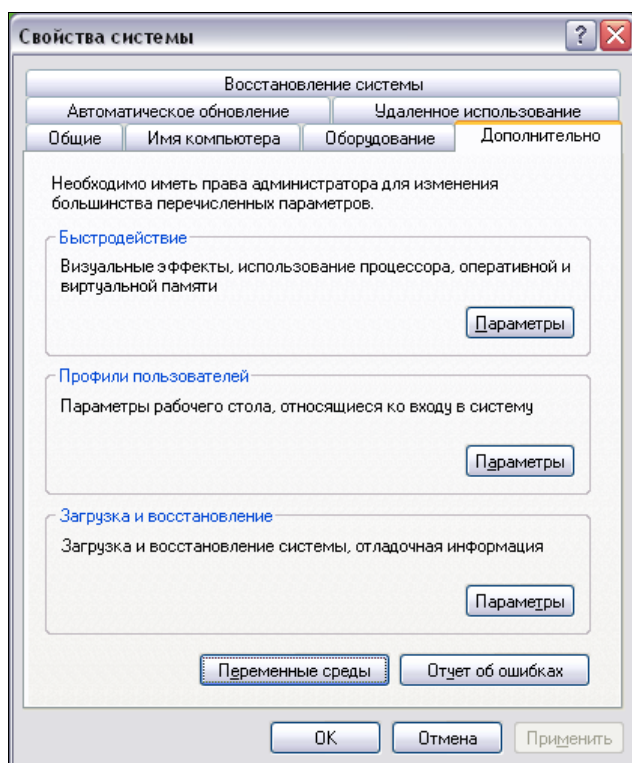 Свойства системы
Восстановление системы
Автоматическое обновление Удаленное использование
Общие Имя компьютера Оборудование Дополнительно
Необходимо иметь права администратора для изменения
большинства перечисленных параметров.
Быстродействие
Визуальные эффекты, использование процессора, оперативной и
виртуальной памяти
Параметры
Профили пользователей
Параметры рабочего стола, относящиеся ко входу в систему
Параметры
Загрузка и восстановление
Загрузка и восстановление системы, отладочная информация
Параметры
Переменные среды Отчет об ошибках
OK Отмена Применить